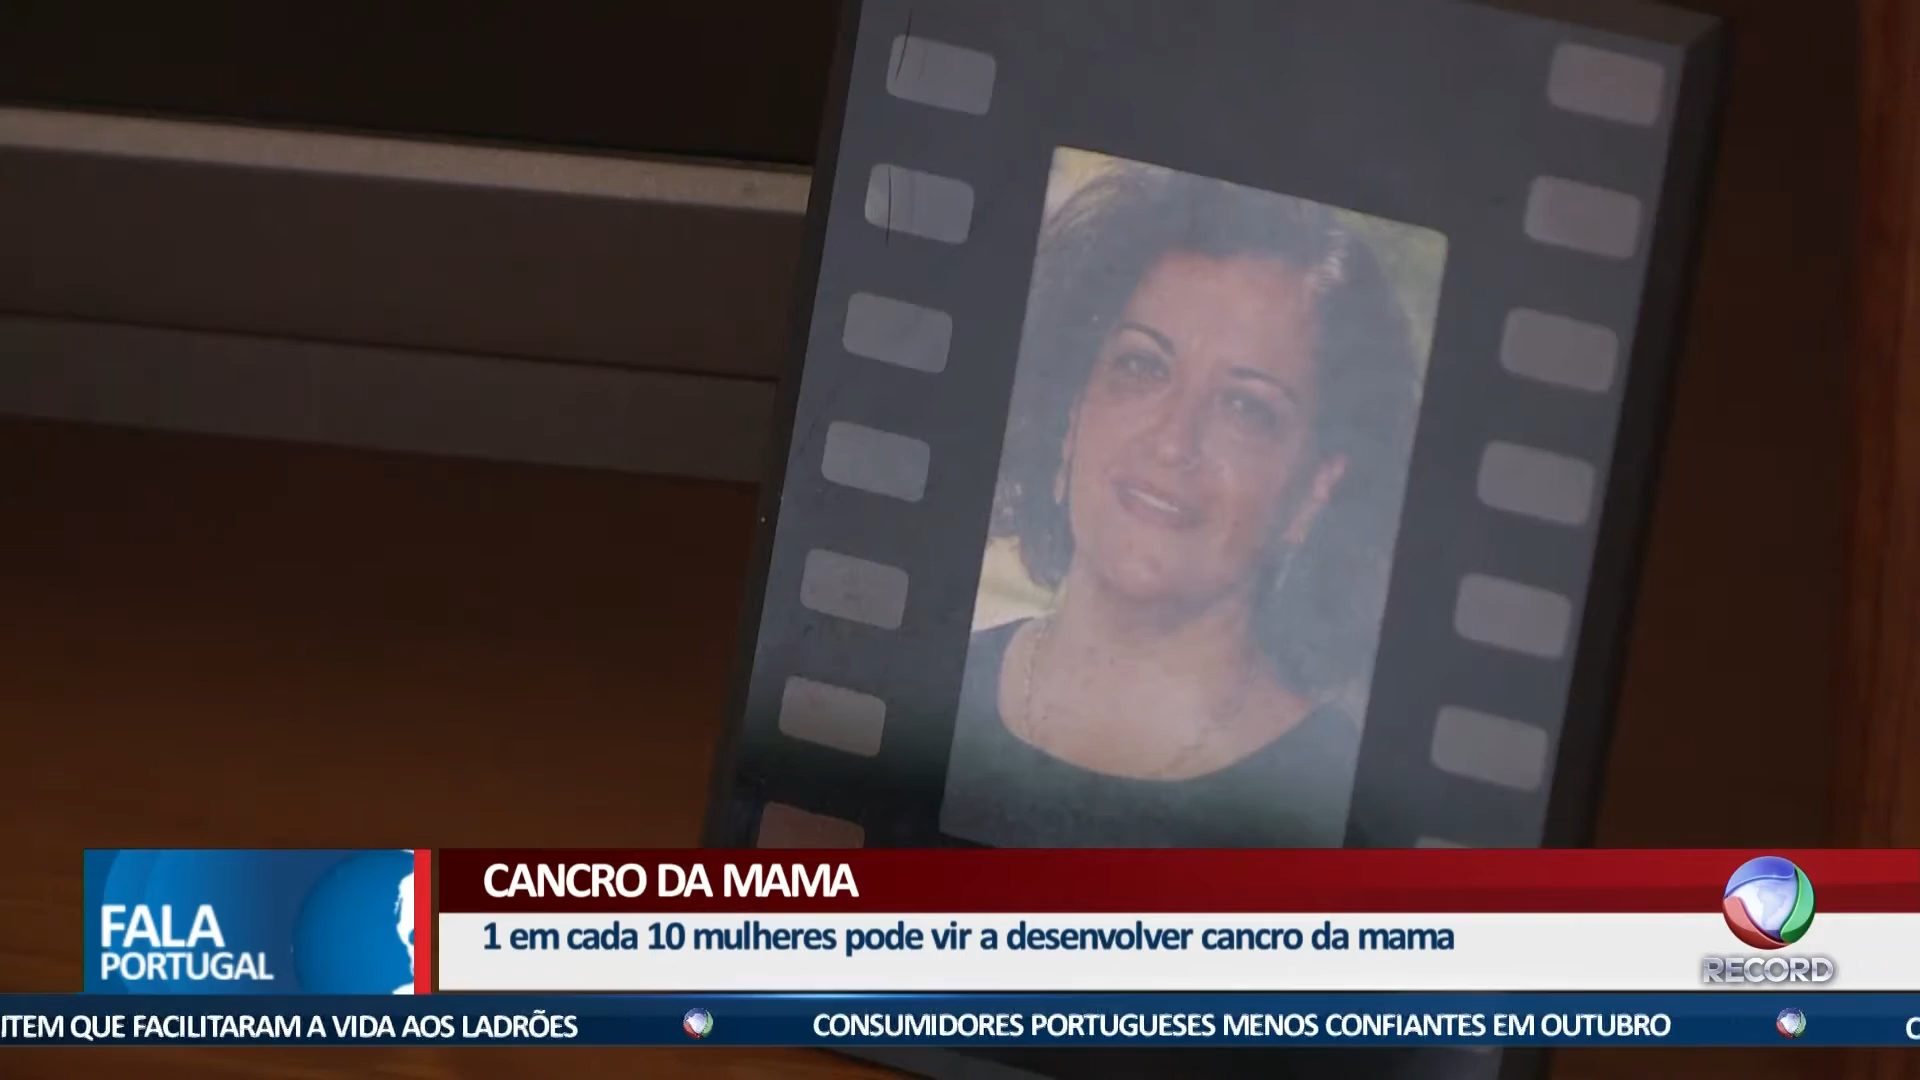 CANCRO DA MAMA
1 em cada 10 mulheres pode vir a desenvolver cancro da mama
FALA
PORTUGAL
RECORD
ITEM QUE FACILITARAM A VIDA AOS LADRÕES
CONSUMIDORES PORTUGUESES MENOS CONFIANTES EM OUTUBRO